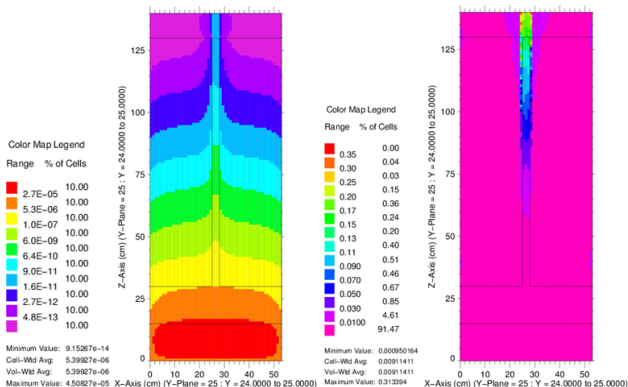 Color Map Legend
Range % of Cells
10.00
2.7E-05
10.00
5.3E-06
10.00
1.0E-07
10.00
6.0E-09
10.00
6.4E-10
10.00
9.0E-11
10.00
1.6E-11
10.00
2.7E-12
10.00
4.8E-13
10.00
Minimum Value: 9.15267e-14
Cell-Wtd Avg: 5.39927e-06
Vol-Wtd Avg: 5.39927e-06
Maximum Value: 4.50827e-05
Z-Axis (cm) (Y-Plane = 25 : Y = 24.0000 to 25.0000)
125
100
75
50
25
0
0 25 50
X-Axis (cm) (Y-Plane = 25 : Y = 24.0000 to 25.0000)
Color Map Legend
Range % of Cells
0.00
0.35
0.04
0.30
0.03
0.25
0.15
0.20
0.36
0.17
0.24
0.15
0.20
0.13
0.40
0.11
0.51
0.090
0.46
0.070
0.67
0.050
0.85
0.030
4.61
0.0100
91.47
Minimum Value: 0.000950164
Cell-Wtd Avg: 0.00911411
Vol-Wtd Avg: 0.00911411
Maximum Value: 0.313394
Z-Axis (cm) (Y-Plane = 25 : Y = 24.0000 to 25.0000)
125
100
75
50
25
0
0 25 50
X-Axis (cm) (Y-Plane = 25 : Y = 24.0000 to 25.0000)